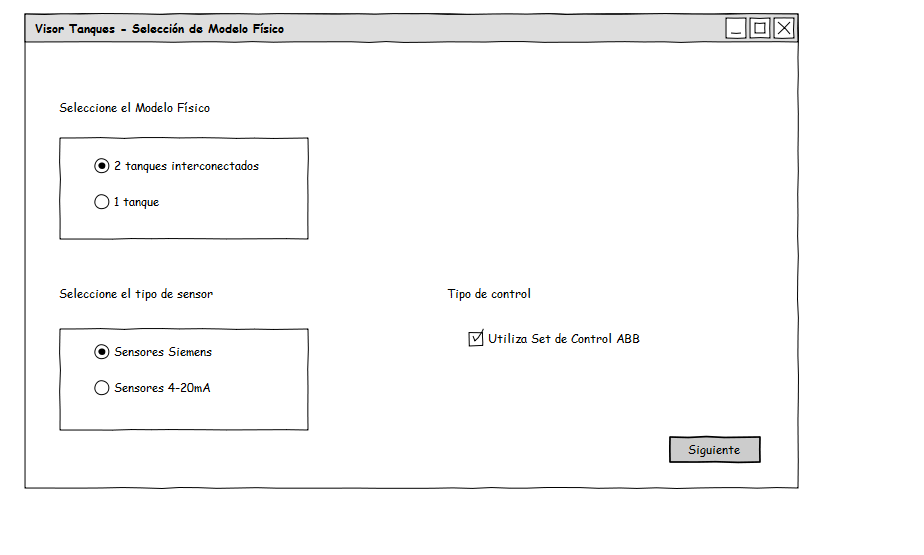 Visor Tanques - Selección de Modelo Físico
Seleccione el Modelo Físico
2 tanques interconectados
1 tanque
Seleccione el tipo de sensor
Sensores Siemens
Sensores 4-20mA
Tipo de control
Utiliza Set de Control ABB
Siguiente